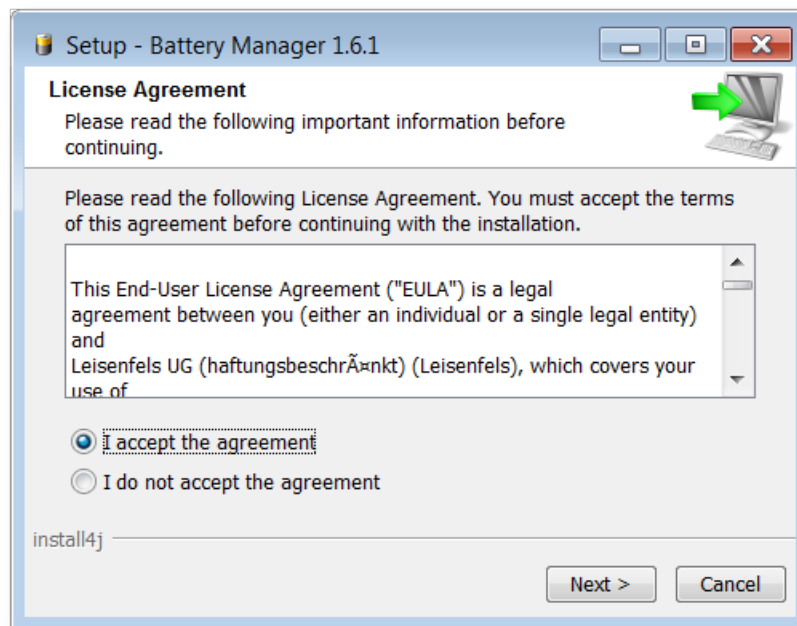 Setup - Battery Manager 1.6.1
License Agreement
Please read the following important information before
continuing.
Please read the following License Agreement. You must accept the terms
of this agreement before continuing with the installation.
This End-User License Agreement ("EULA") is a legal
agreement between you (either an individual or a single legal entity)
and
Leisenfels UG (haftungsbeschrÃ¤nkt) (Leisenfels), which covers your
use of
I accept the agreement
I do not accept the agreement
install4j
Next >
Cancel